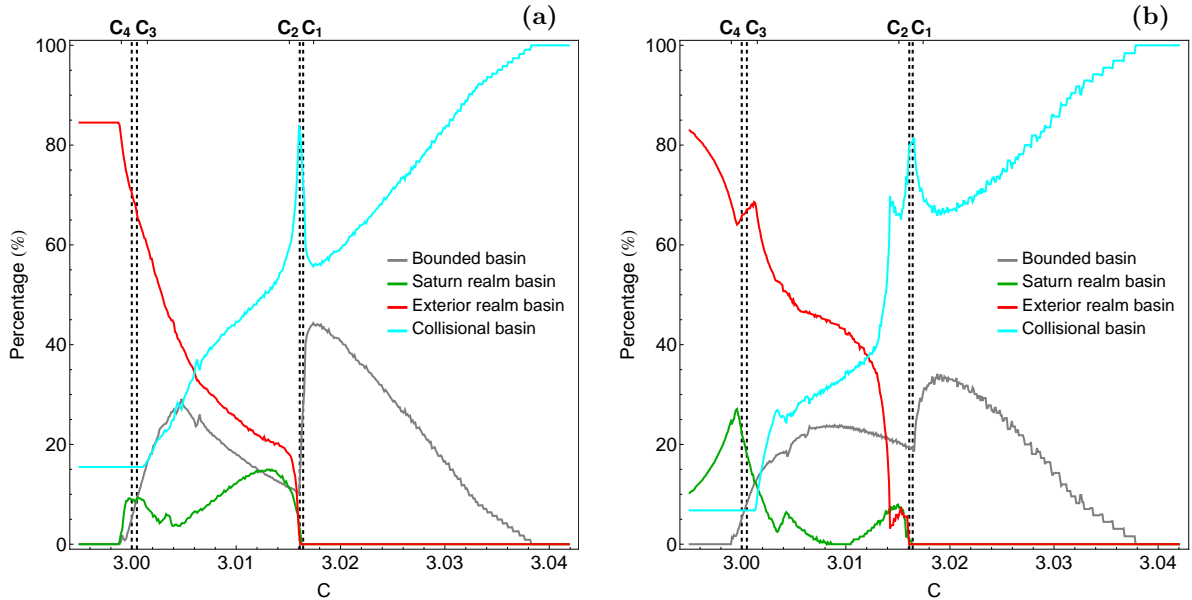 (a)
C4 C3 C2 C1
100
80
60
40
20
0
Percentage (%)
Bounded basin
Saturn realm basin
Exterior realm basin
Collisional basin
3.00 3.01 3.02 3.03 3.04
C
(b)
C4 C3 C2 C1
100
80
60
40
20
0
Percentage (%)
Bounded basin
Saturn realm basin
Exterior realm basin
Collisional basin
3.00 3.01 3.02 3.03 3.04
C